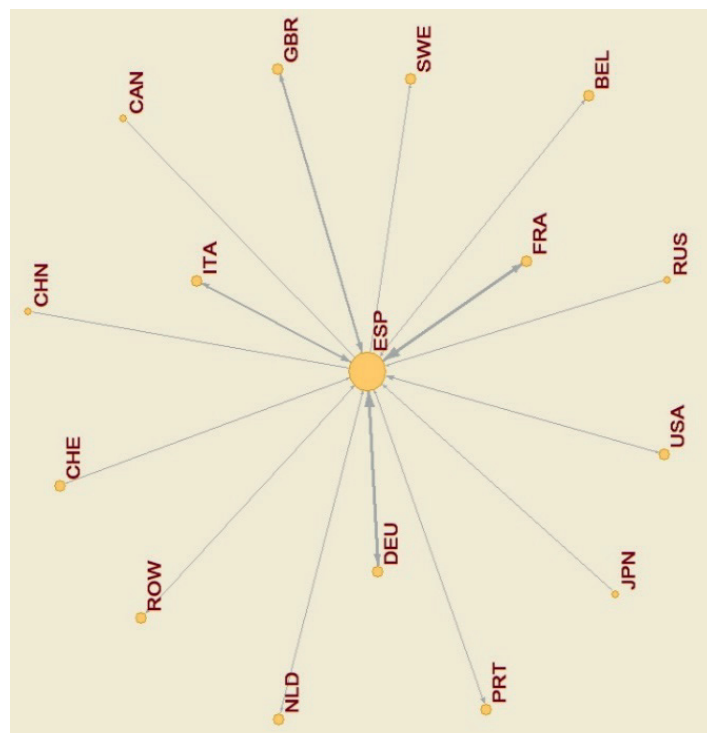 GBR
SWE
BEL
CAN
FRA
RUS
ITA
CHN
ESP
USA
CHE
DEU
JPN
ROW
NLD
PRT